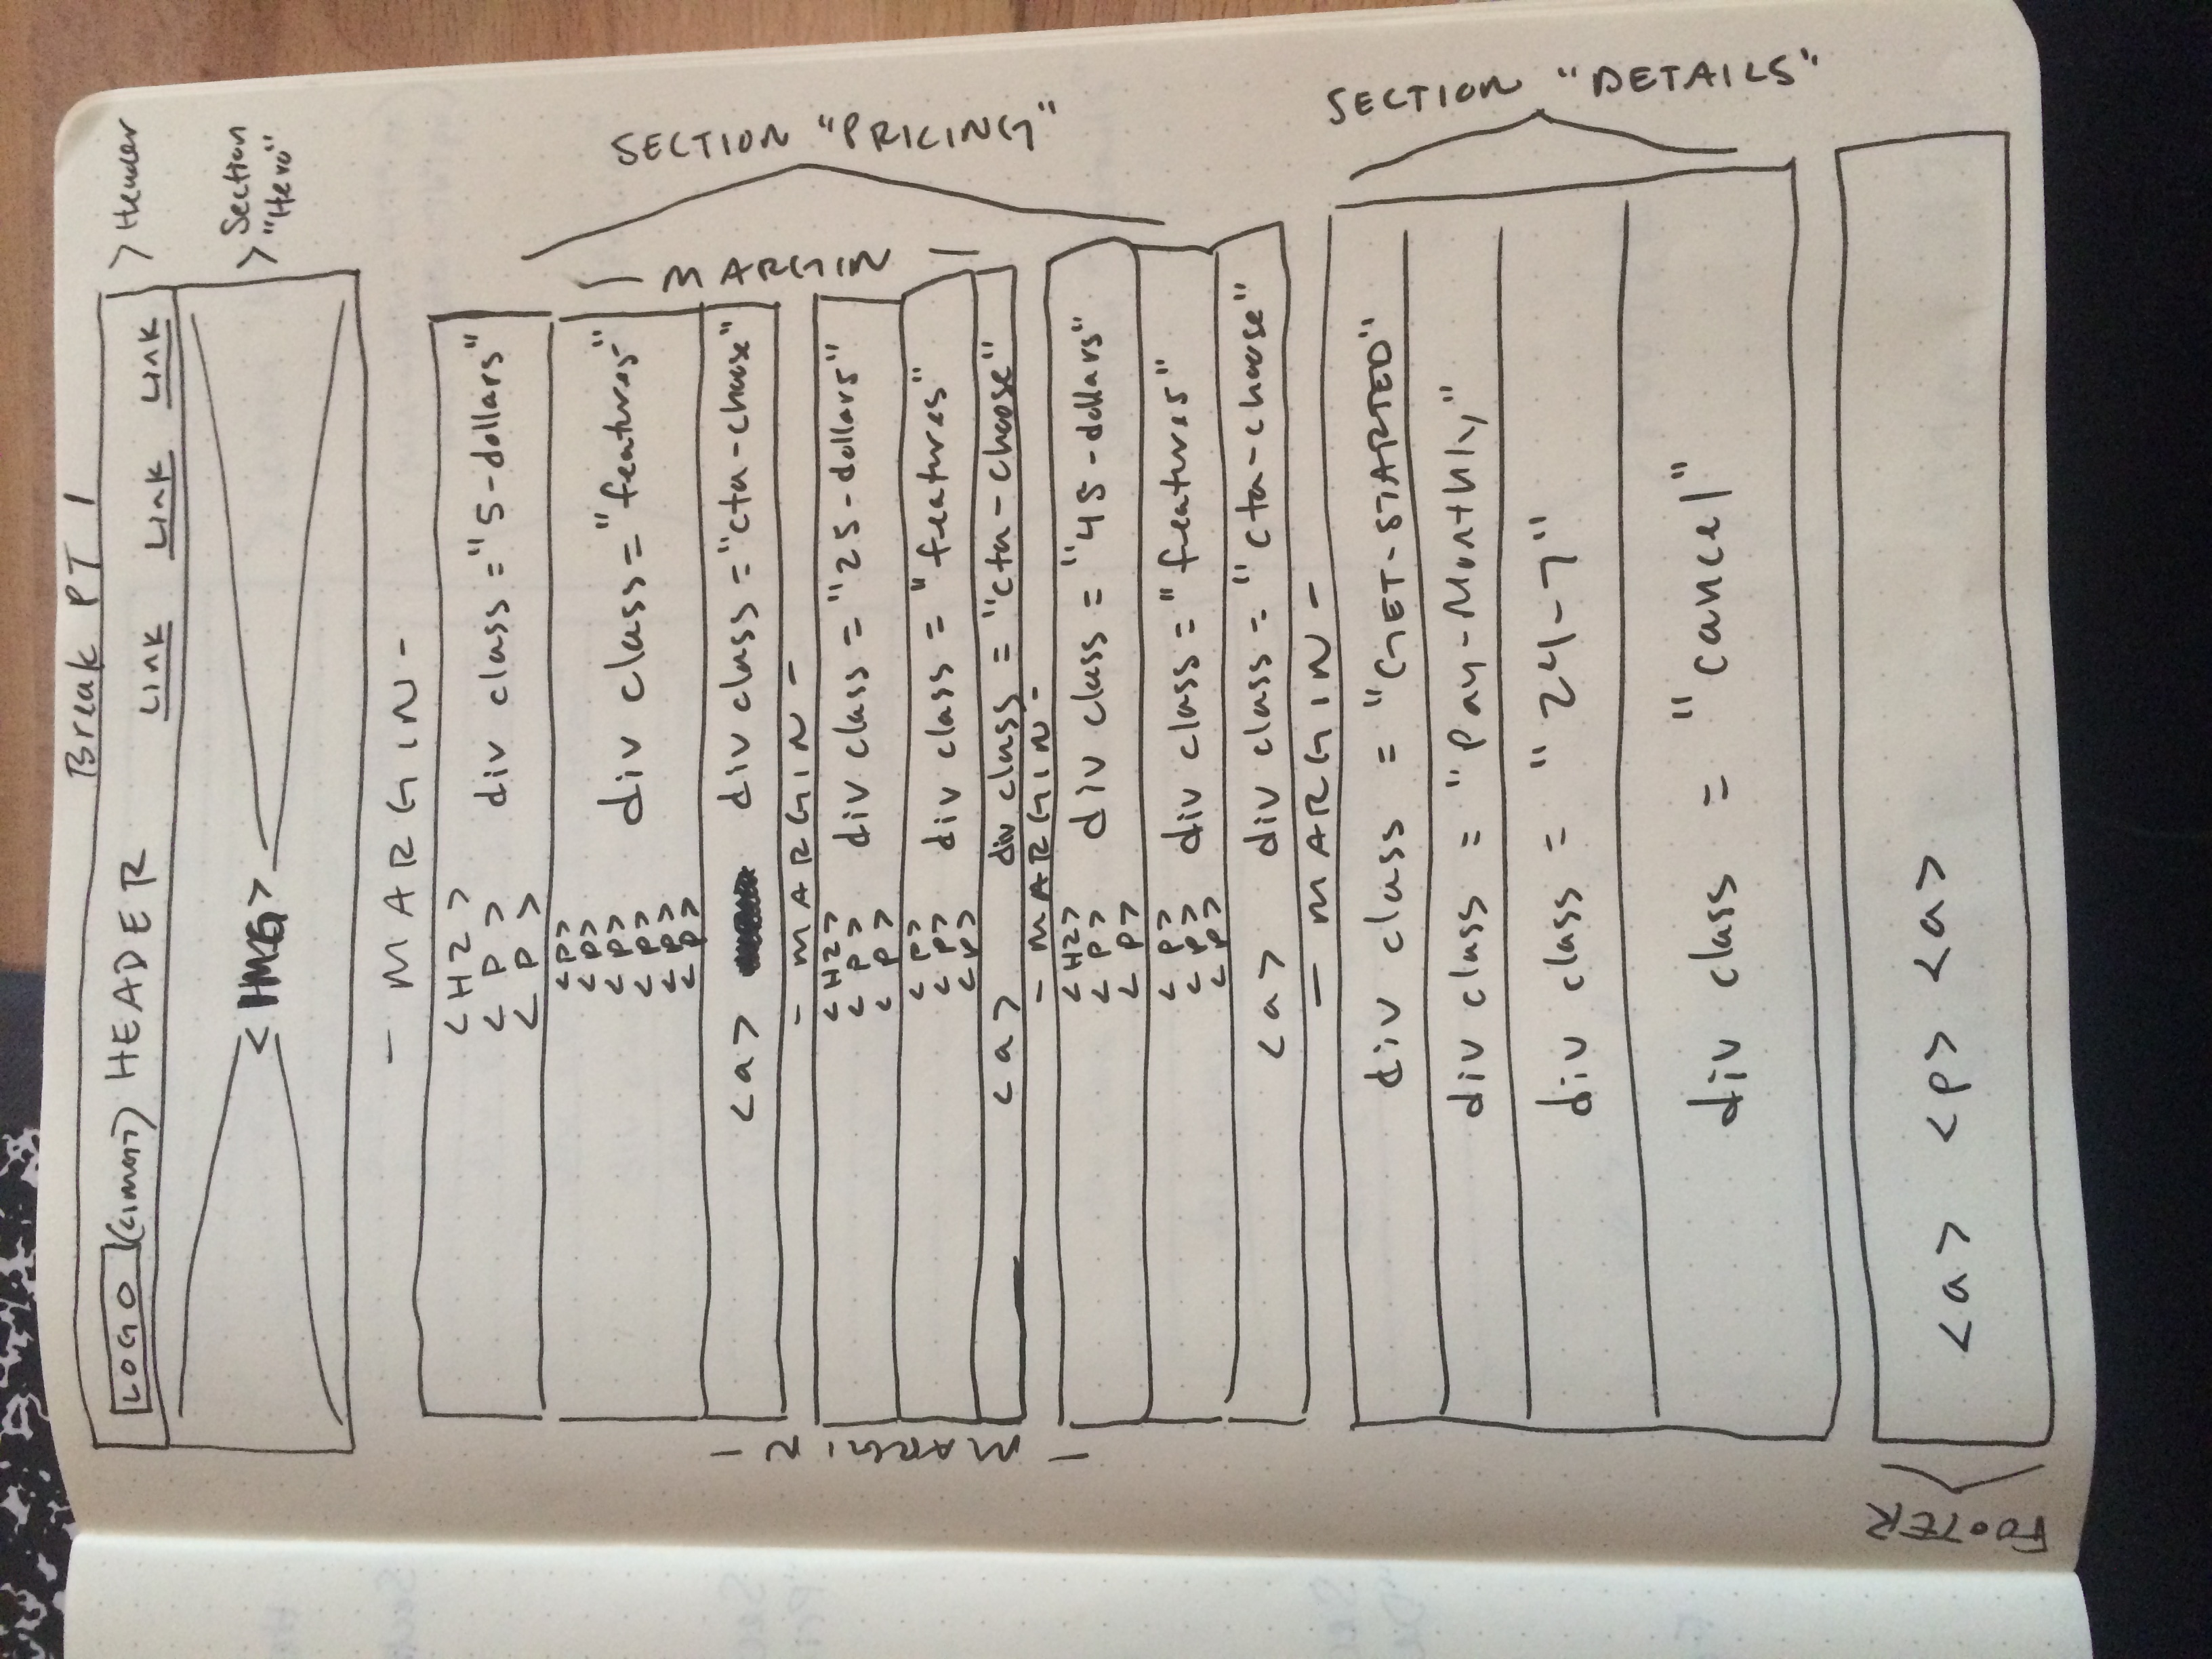 Break PT 1
LOGO (<img>) HEADER
Link Link Link
> Header
<IMG>
> Section
"Hero"
- MARGIN -
<H2>
<P> div class="5-dollars"
<P>
<p>
<p>
<p> div class="features"
<p>
<p>
<p>
<a> div class="cta-choose"
- MARGIN -
<H2>
<P> div class="25-dollars"
<P>
<p>
<p> div class="features"
<p>
<a> div class="cta-choose"
- MARGIN -
<H2>
<P> div class="45-dollars"
<P>
<p>
<p> div class="features"
<p>
<a> div class="cta-choose"
- MARGIN -
- MARGIN -
- MARGIN -
SECTION "PRICING"
div class="GET-STARTED"
div class="Pay-Monthly"
div class="24-7"
div class="cancel"
SECTION "DETAILS"
FOOTER
<a> <p> <a>